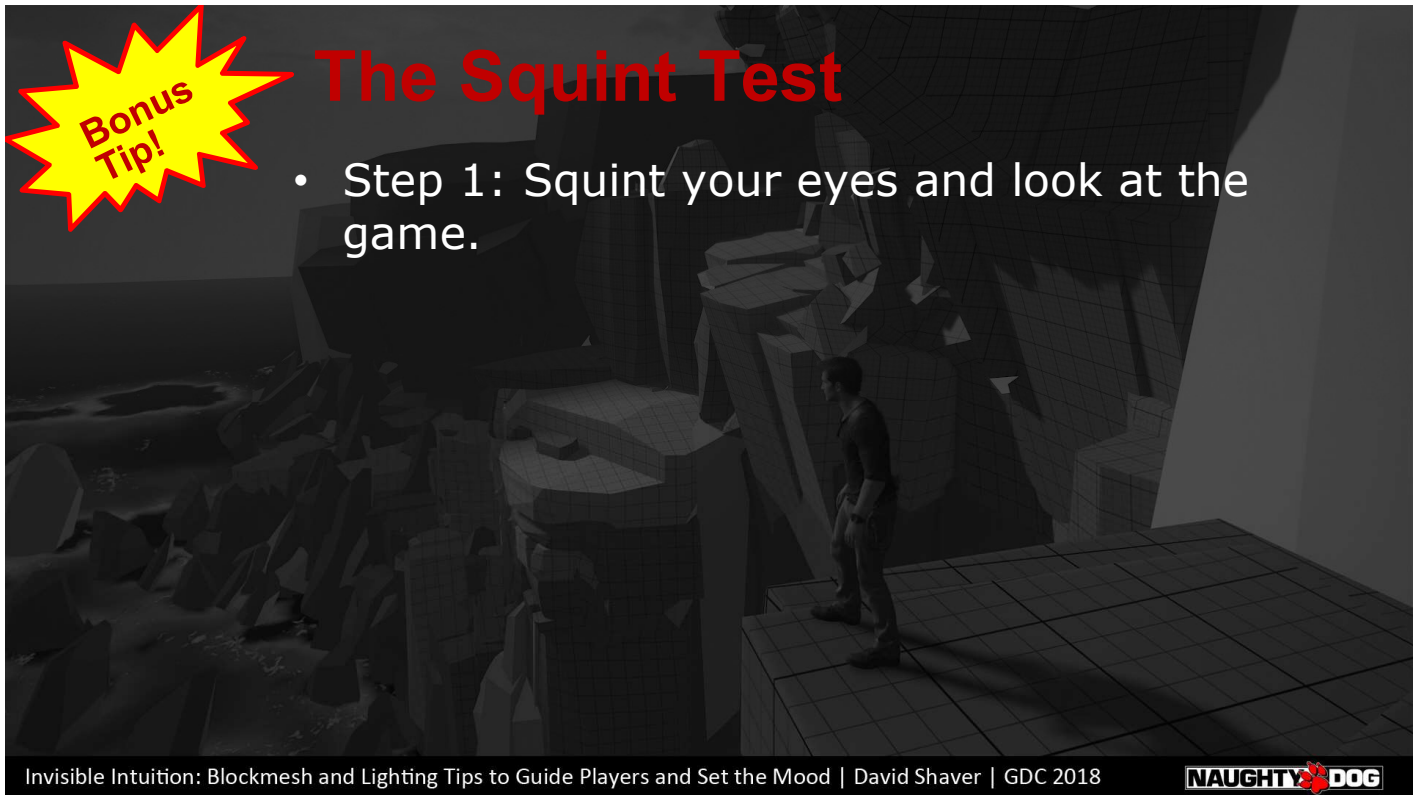 Bonus
Tip!
The Squint Test
• Step 1: Squint your eyes and look at the
game.
Invisible Intuition: Blockmesh and Lighting Tips to Guide Players and Set the Mood | David Shaver | GDC 2018
NAUGHTY DOG